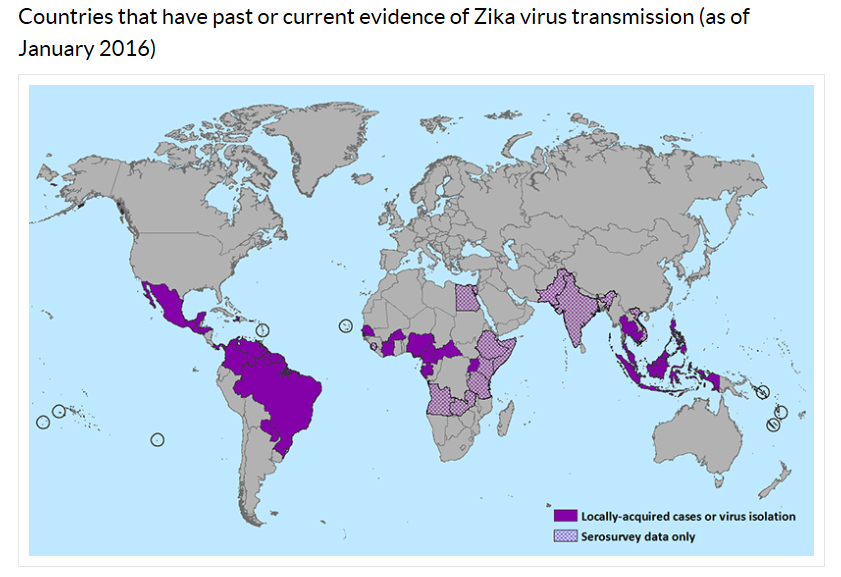 Countries that have past or current evidence of Zika virus transmission (as of
January 2016)
Locally-acquired cases or virus isolation
Serosurvey data only